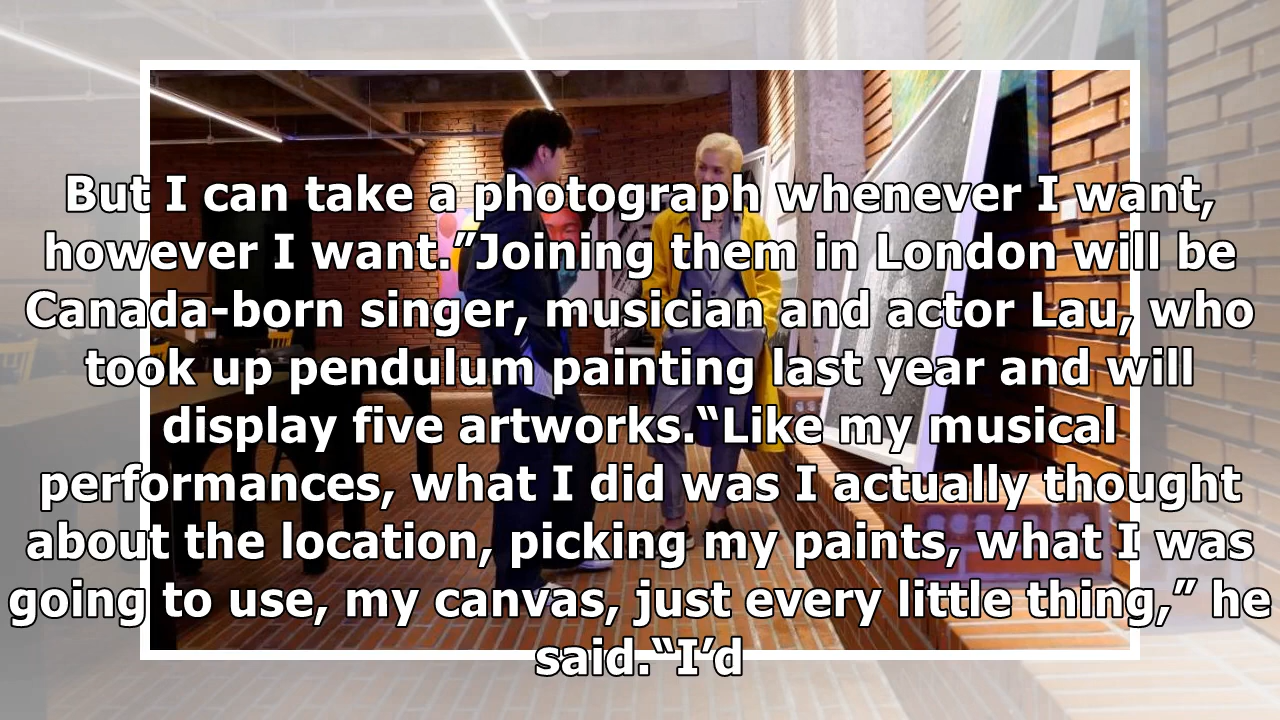 But I can take a photograph whenever I want,
however I want.”Joining them in London will be
Canada-born singer, musician and actor Lau, who
took up pendulum painting last year and will
display five artworks.“Like my musical
performances, what I did was I actually thought
about the location, picking my paints, what I was
going to use, my canvas, just every little thing,” he
said.“I’d